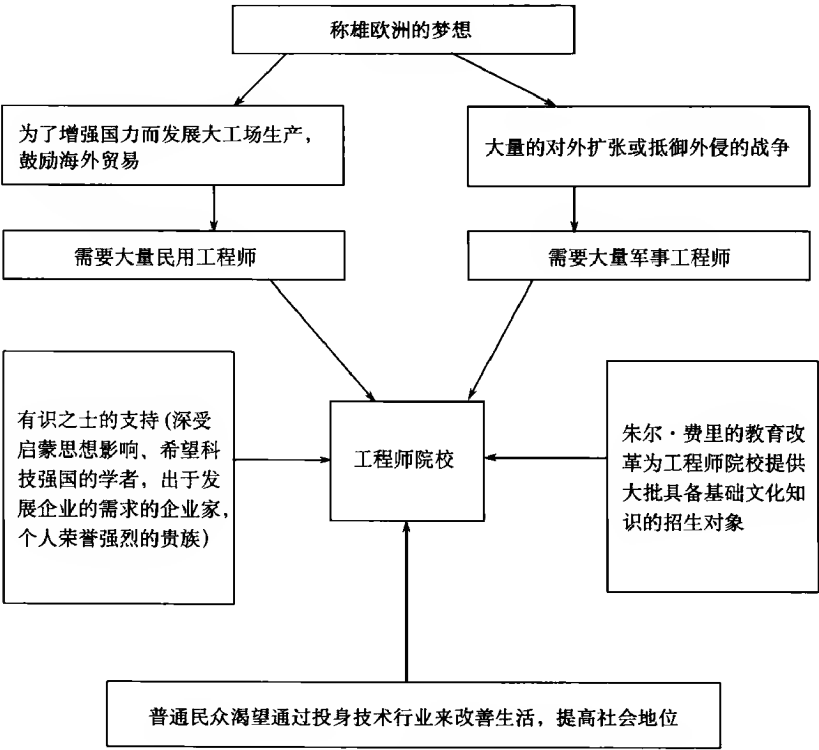 称雄欧洲的梦想
为了增强国力而发展大工场生产，
鼓励海外贸易
大量的对外扩张或抵御外侵的战争
需要大量民用工程师
需要大量军事工程师
有识之士的支持(深受
启蒙思想影响、希望科
技强国的学者，出于发
展企业的需求的企业家，
个人荣誉强烈的贵族)
工程师院校
朱尔·费里的教育改
革为工程师院校提供
大批具备基础文化知
识的招生对象
普通民众渴望通过投身技术行业来改善生活，提高社会地位